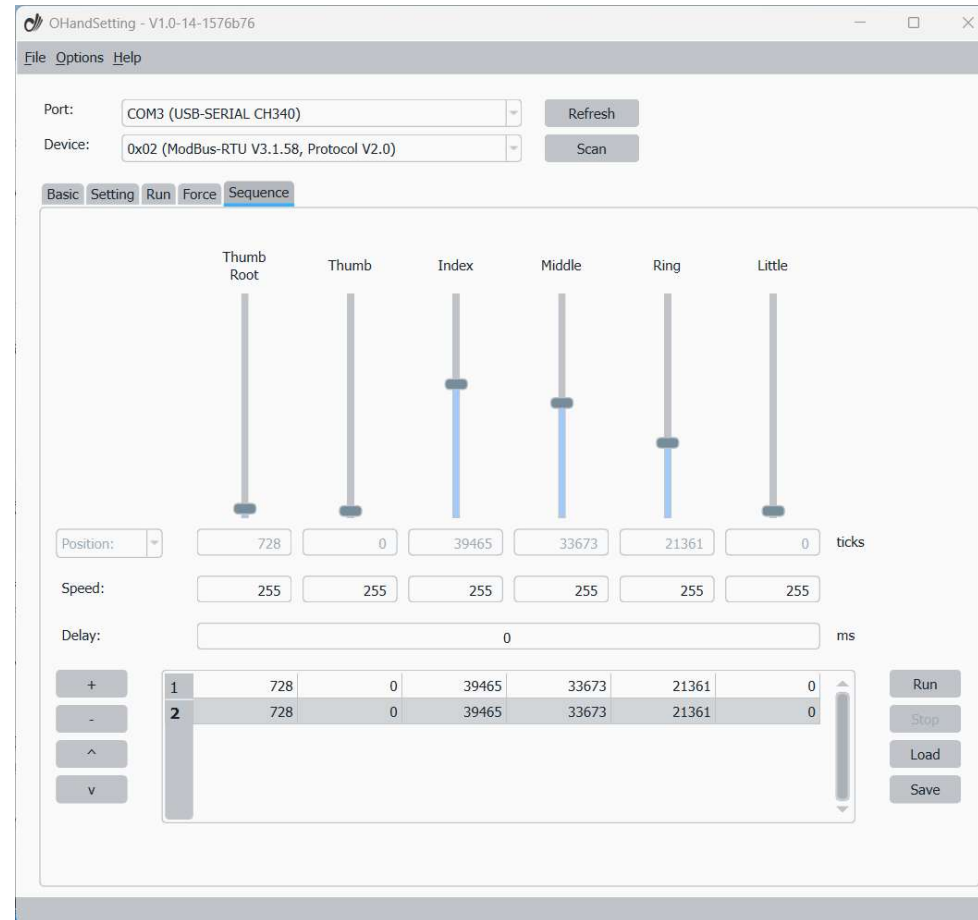 OHandSetting - V1.0-14-1576b76
File Options Help
Port: COM3 (USB-SERIAL CH340) Refresh
Device: 0x02 (ModBus-RTU V3.1.58, Protocol V2.0) Scan
Basic Setting Run Force Sequence
Thumb Root Thumb Index Middle Ring Little
Position: 728 0 39465 33673 21361 0 ticks
Speed: 255 255 255 255 255 255
Delay: 0 ms
+ 1 728 0 39465 33673 21361 0 Run
- 2 728 0 39465 33673 21361 0 Stop
^ Load
v Save